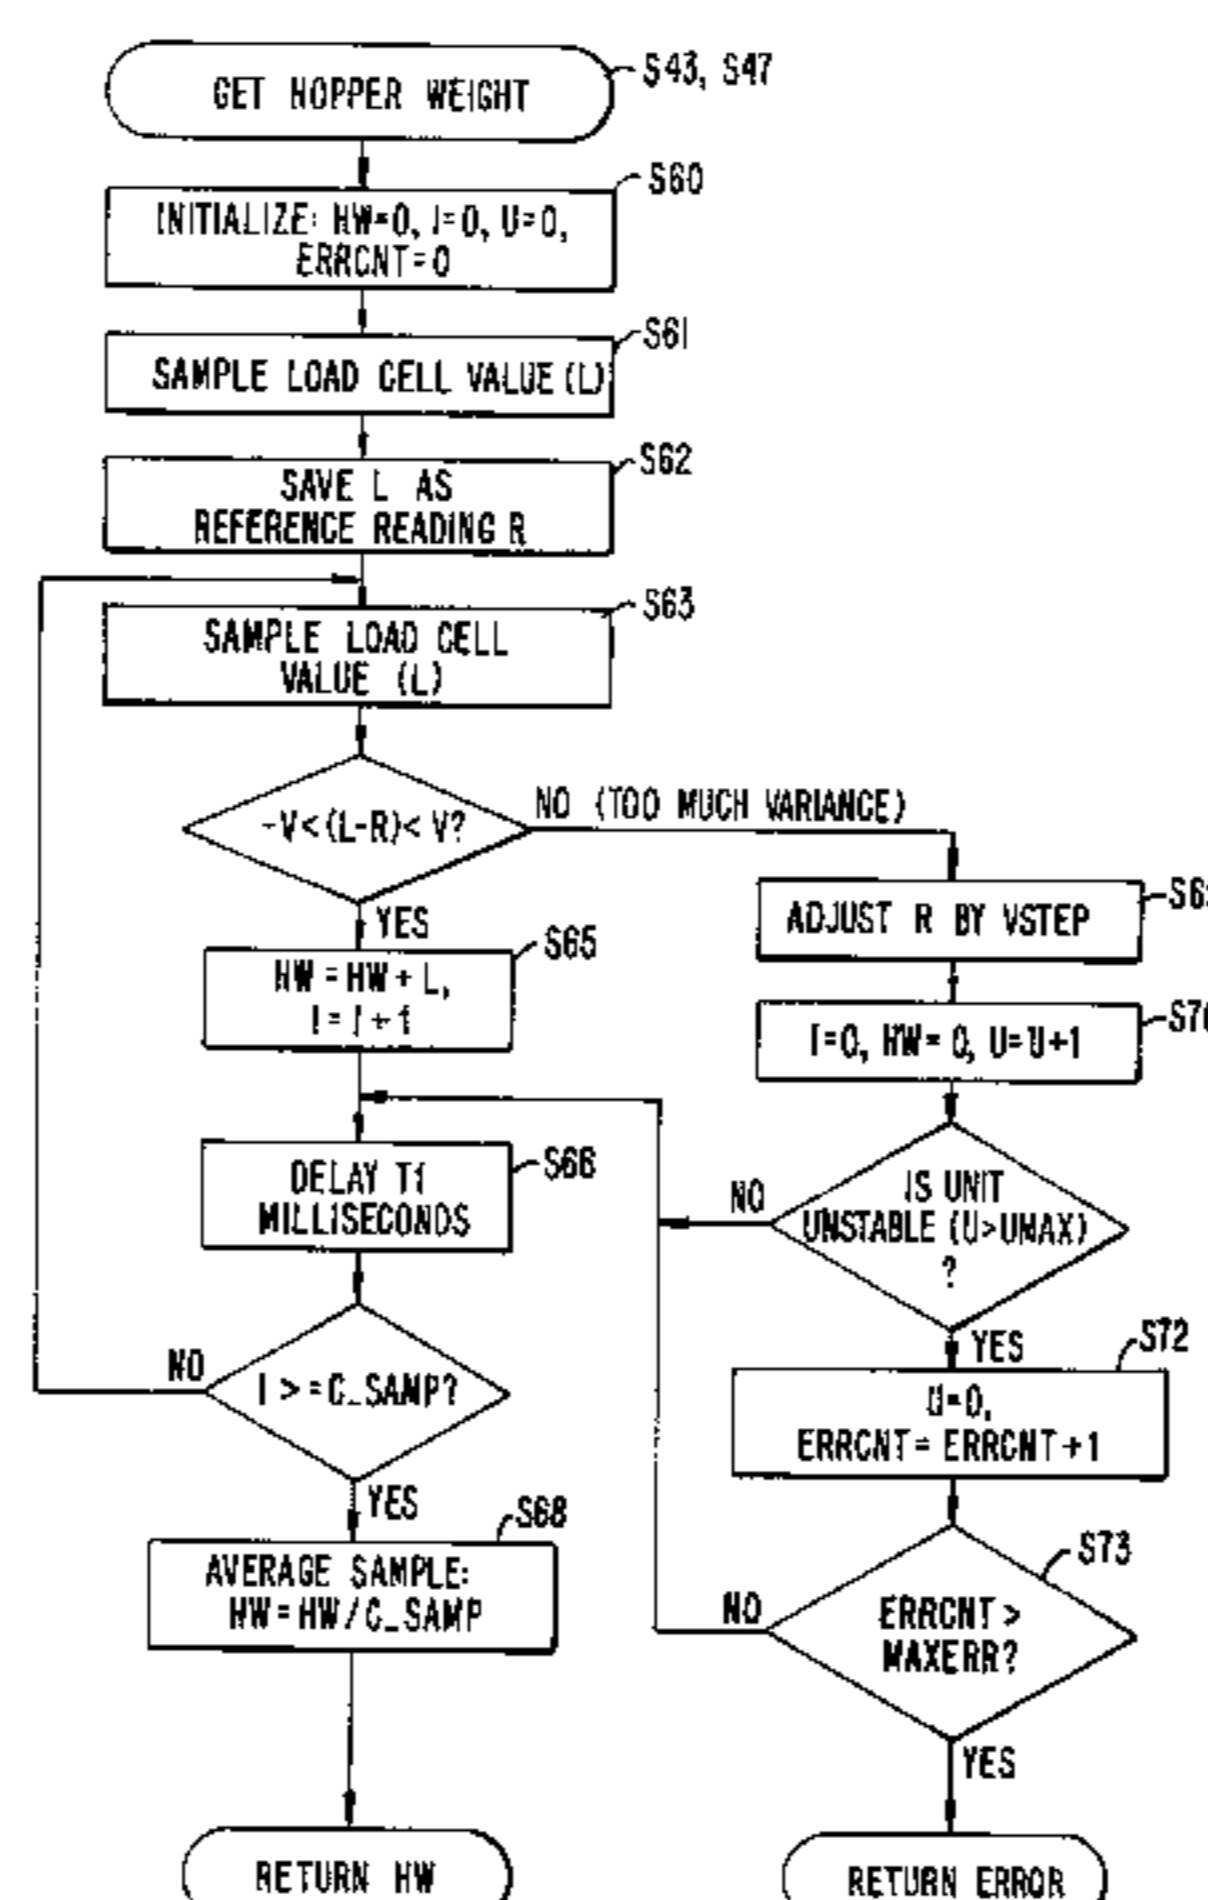 GET HOPPER WEIGHT
S43, S47
S60
INITIALIZE: HW=0, I=0, U=0,
ERRCNT=0
S61
SAMPLE LOAD CELL VALUE (L)
S62
SAVE L AS
REFERENCE READING R
S63
SAMPLE LOAD CELL
VALUE (L)
-V<(L-R)<V?
NO (TOO MUCH VARIANCE)
YES
ADJUST R BY VSTEP
S65
HW=HW+L,
I=I+1
I=0, HW=0, U=U+1
S66
DELAY T1
MILLISECONDS
NO
IS UNIT
UNSTABLE (U>UMAX)
?
YES
S72
U=0,
ERRCNT=ERRCNT+1
NO
I>=C_SAMP?
YES
S68
AVERAGE SAMPLE:
HW=HW/C_SAMP
S73
NO
ERRCNT>
MAXERR?
YES
RETURN HW
RETURN ERROR